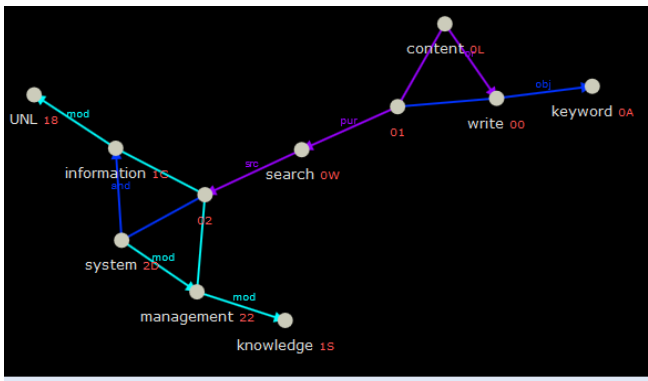 content 0L
obj
mod
UNL 18
write 00
keyword 0A
pur
01
src
information 1C
search 0W
and
02
system 2D
mod
mod
management 22
knowledge 1S